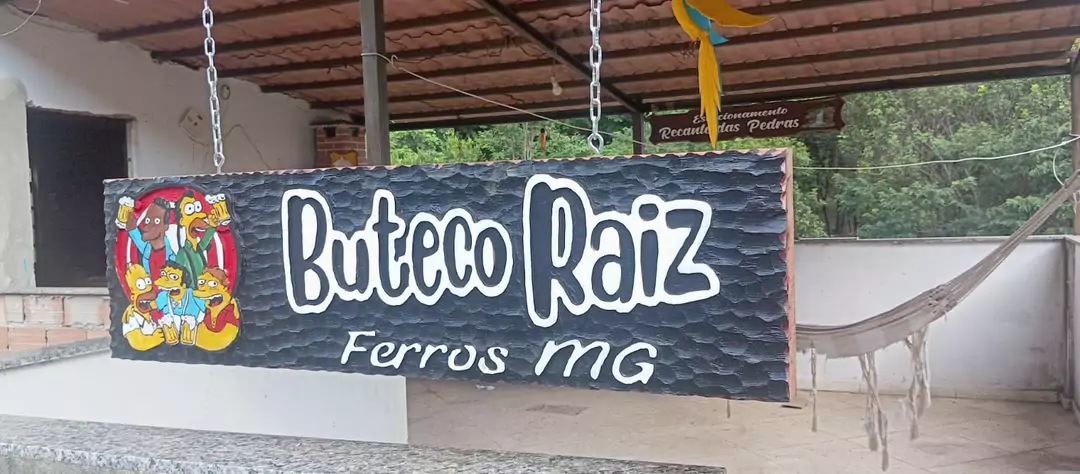 Estacionamento
Recanto das Pedras
Buteco Raiz
Ferros MG